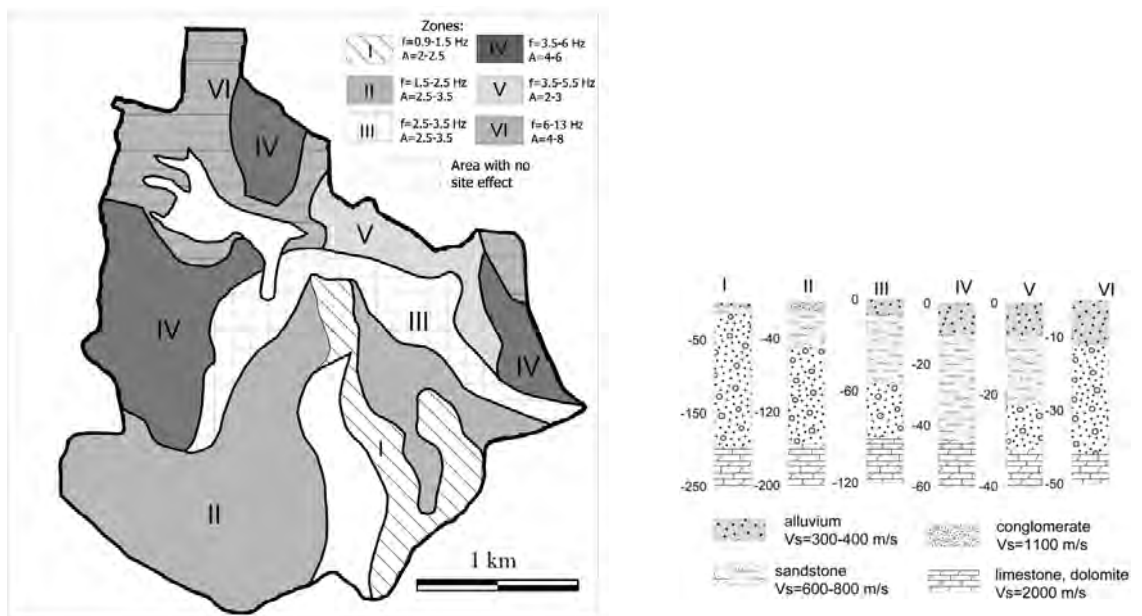 Zones:
I
f=0.9-1.5 Hz
A=2-2.5
IV
f=3.5-6 Hz
A=4-6
II
f=1.5-2.5 Hz
A=2.5-3.5
V
f=3.5-5.5 Hz
A=2-3
III
f=2.5-3.5 Hz
A=2.5-3.5
VI
f=6-13 Hz
A=4-8
Area with no
site effect
VI
IV
V
IV
III
IV
I
II
1 km
I
II
III
IV
V
VI
-50
-150
-250
-40
-120
-200
0
-60
-120
0
-20
-40
-60
0
-20
-40
-10
-30
-50
alluvium
Vs=300-400 m/s
conglomerate
Vs=1100 m/s
sandstone
Vs=600-800 m/s
limestone, dolomite
Vs=2000 m/s